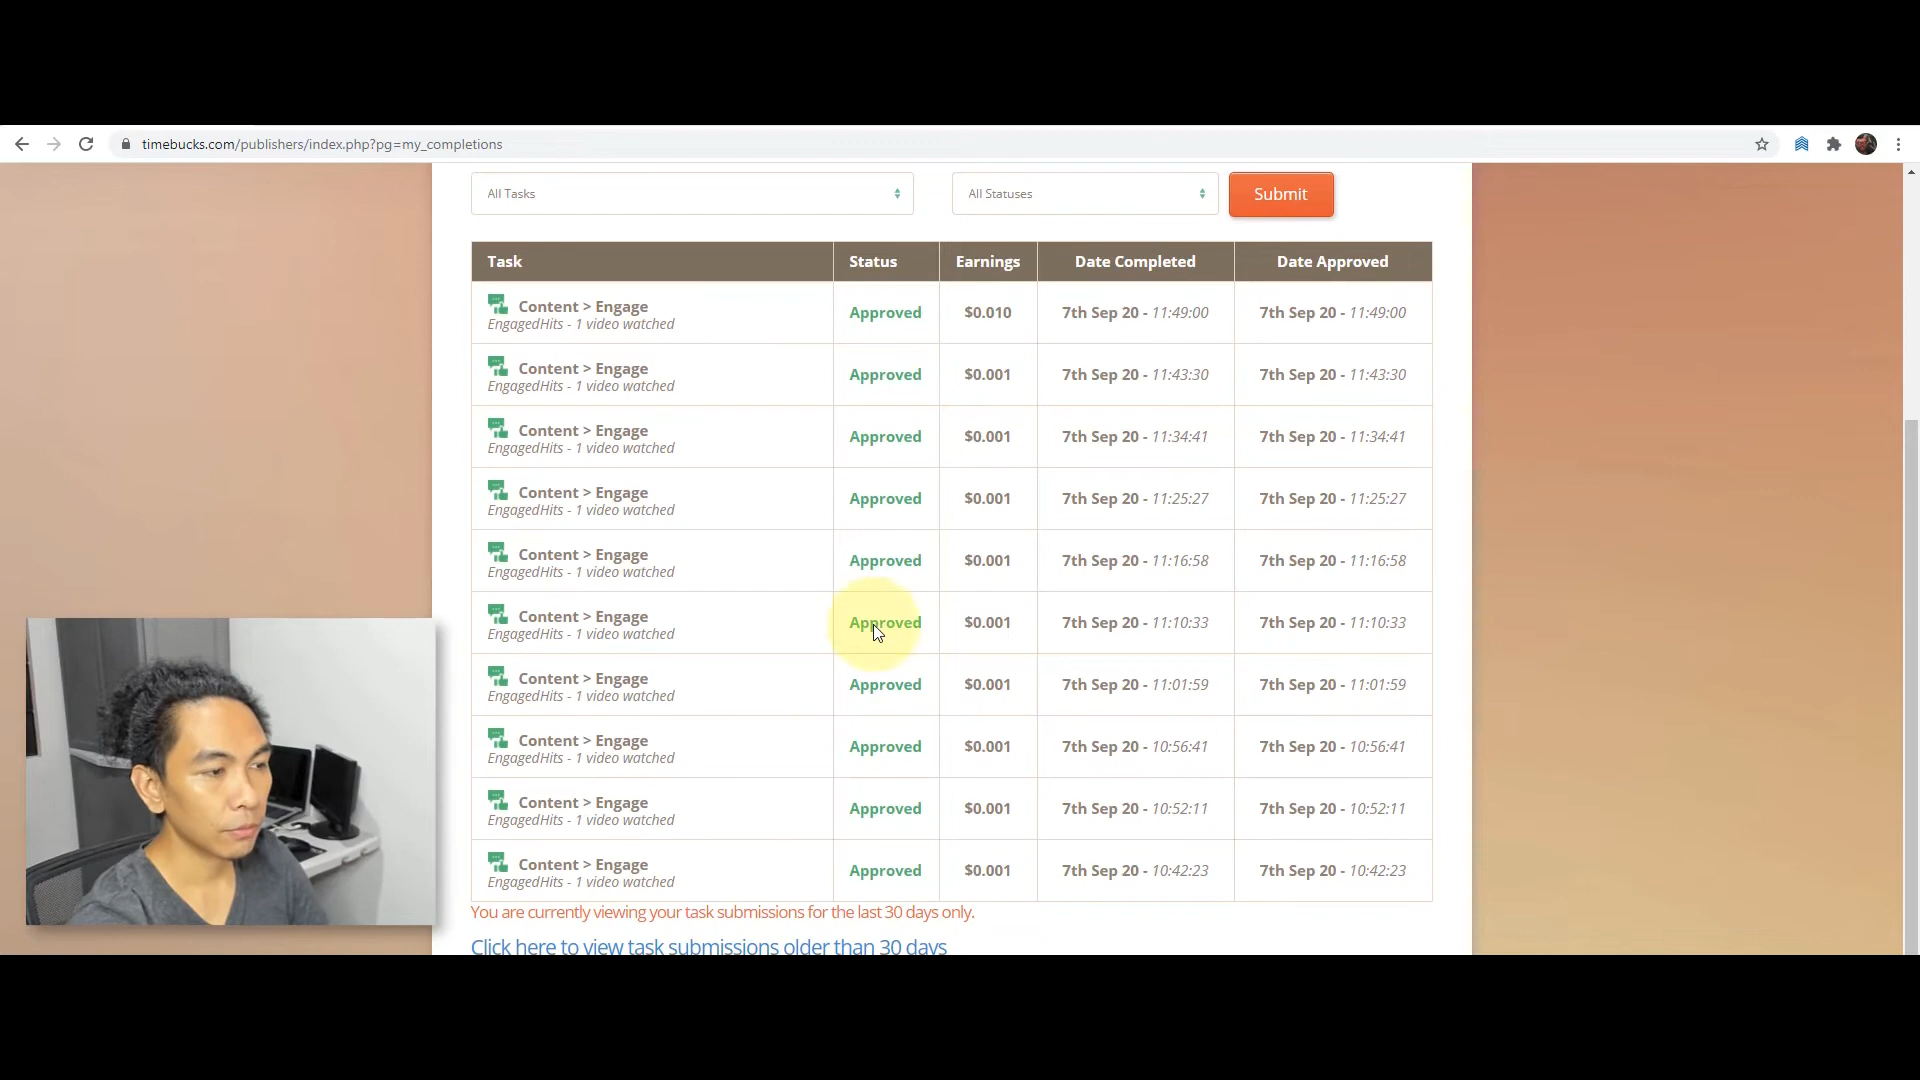 timebucks.com/publishers/index.php?pg=my_completions
All Tasks All Statuses Submit
Task Status Earnings Date Completed Date Approved
Content > Engage
EngagedHits - 1 video watched
Approved $0.010 7th Sep 20 - 11:49:00 7th Sep 20 - 11:49:00
Content > Engage
EngagedHits - 1 video watched
Approved $0.001 7th Sep 20 - 11:43:30 7th Sep 20 - 11:43:30
Content > Engage
EngagedHits - 1 video watched
Approved $0.001 7th Sep 20 - 11:34:41 7th Sep 20 - 11:34:41
Content > Engage
EngagedHits - 1 video watched
Approved $0.001 7th Sep 20 - 11:25:27 7th Sep 20 - 11:25:27
Content > Engage
EngagedHits - 1 video watched
Approved $0.001 7th Sep 20 - 11:16:58 7th Sep 20 - 11:16:58
Content > Engage
EngagedHits - 1 video watched
Approved $0.001 7th Sep 20 - 11:10:33 7th Sep 20 - 11:10:33
Content > Engage
EngagedHits - 1 video watched
Approved $0.001 7th Sep 20 - 11:01:59 7th Sep 20 - 11:01:59
Content > Engage
EngagedHits - 1 video watched
Approved $0.001 7th Sep 20 - 10:56:41 7th Sep 20 - 10:56:41
Content > Engage
EngagedHits - 1 video watched
Approved $0.001 7th Sep 20 - 10:52:11 7th Sep 20 - 10:52:11
Content > Engage
EngagedHits - 1 video watched
Approved $0.001 7th Sep 20 - 10:42:23 7th Sep 20 - 10:42:23
You are currently viewing your task submissions for the last 30 days only.
Click here to view task submissions older than 30 days